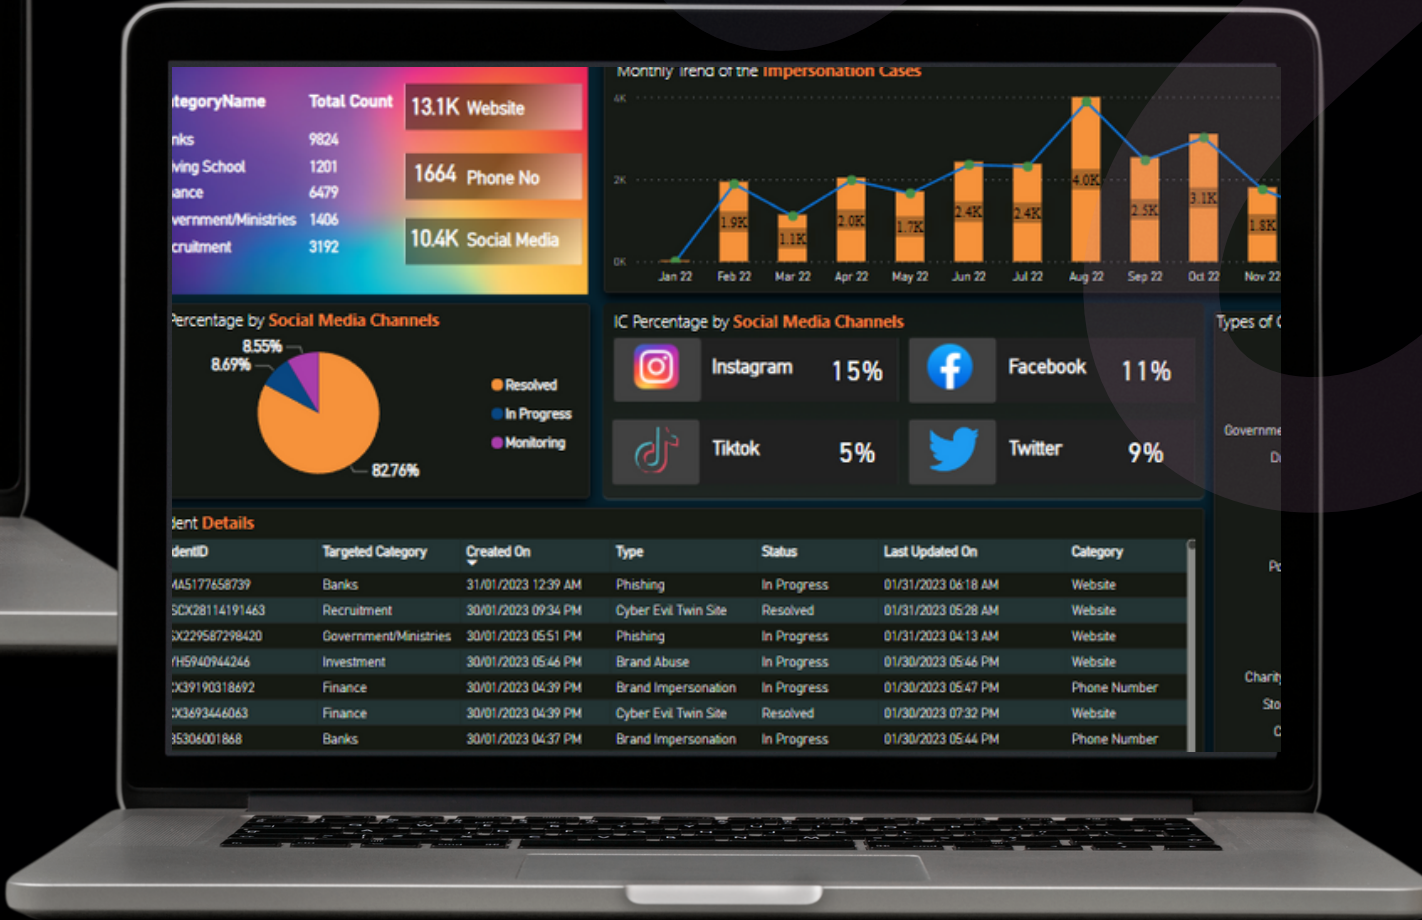 tegoryName Total Count
nks 9824
ving School 1201
ance 6479
vernment/Ministries 1406
cruitment 3192
13.1K Website
1664 Phone No
10.4K Social Media
Monthly Trend of the Impersonation Cases
4K
2K
0K
1.9K 1.1K 2.0K 1.7K 2.4K 2.4K 4.0K 2.5K 3.1K 1.8K
Jan 22 Feb 22 Mar 22 Apr 22 May 22 Jun 22 Jul 22 Aug 22 Sep 22 Oct 22 Nov 22
Percentage by Social Media Channels
8.55%
8.69%
82.76%
Resolved
In Progress
Monitoring
IC Percentage by Social Media Channels
Instagram 15%
Facebook 11%
Tiktok 5%
Twitter 9%
Types of
Governme
D
Po
Charity
Sto
C
dent Details
dentID Targeted Category Created On Type Status Last Updated On Category
MA5177658739 Banks 31/01/2023 12:39 AM Phishing In Progress 01/31/2023 06:18 AM Website
SCX28114191463 Recruitment 30/01/2023 09:34 PM Cyber Evil Twin Site Resolved 01/31/2023 05:28 AM Website
SX229587298420 Government/Ministries 30/01/2023 05:51 PM Phishing In Progress 01/31/2023 04:13 AM Website
YH5940944246 Investment 30/01/2023 05:46 PM Brand Abuse In Progress 01/30/2023 05:46 PM Website
CX39190318692 Finance 30/01/2023 04:39 PM Brand Impersonation In Progress 01/30/2023 05:47 PM Phone Number
CX3693446063 Finance 30/01/2023 04:39 PM Cyber Evil Twin Site Resolved 01/30/2023 07:32 PM Website
35306001868 Banks 30/01/2023 04:37 PM Brand Impersonation In Progress 01/30/2023 05:44 PM Phone Number